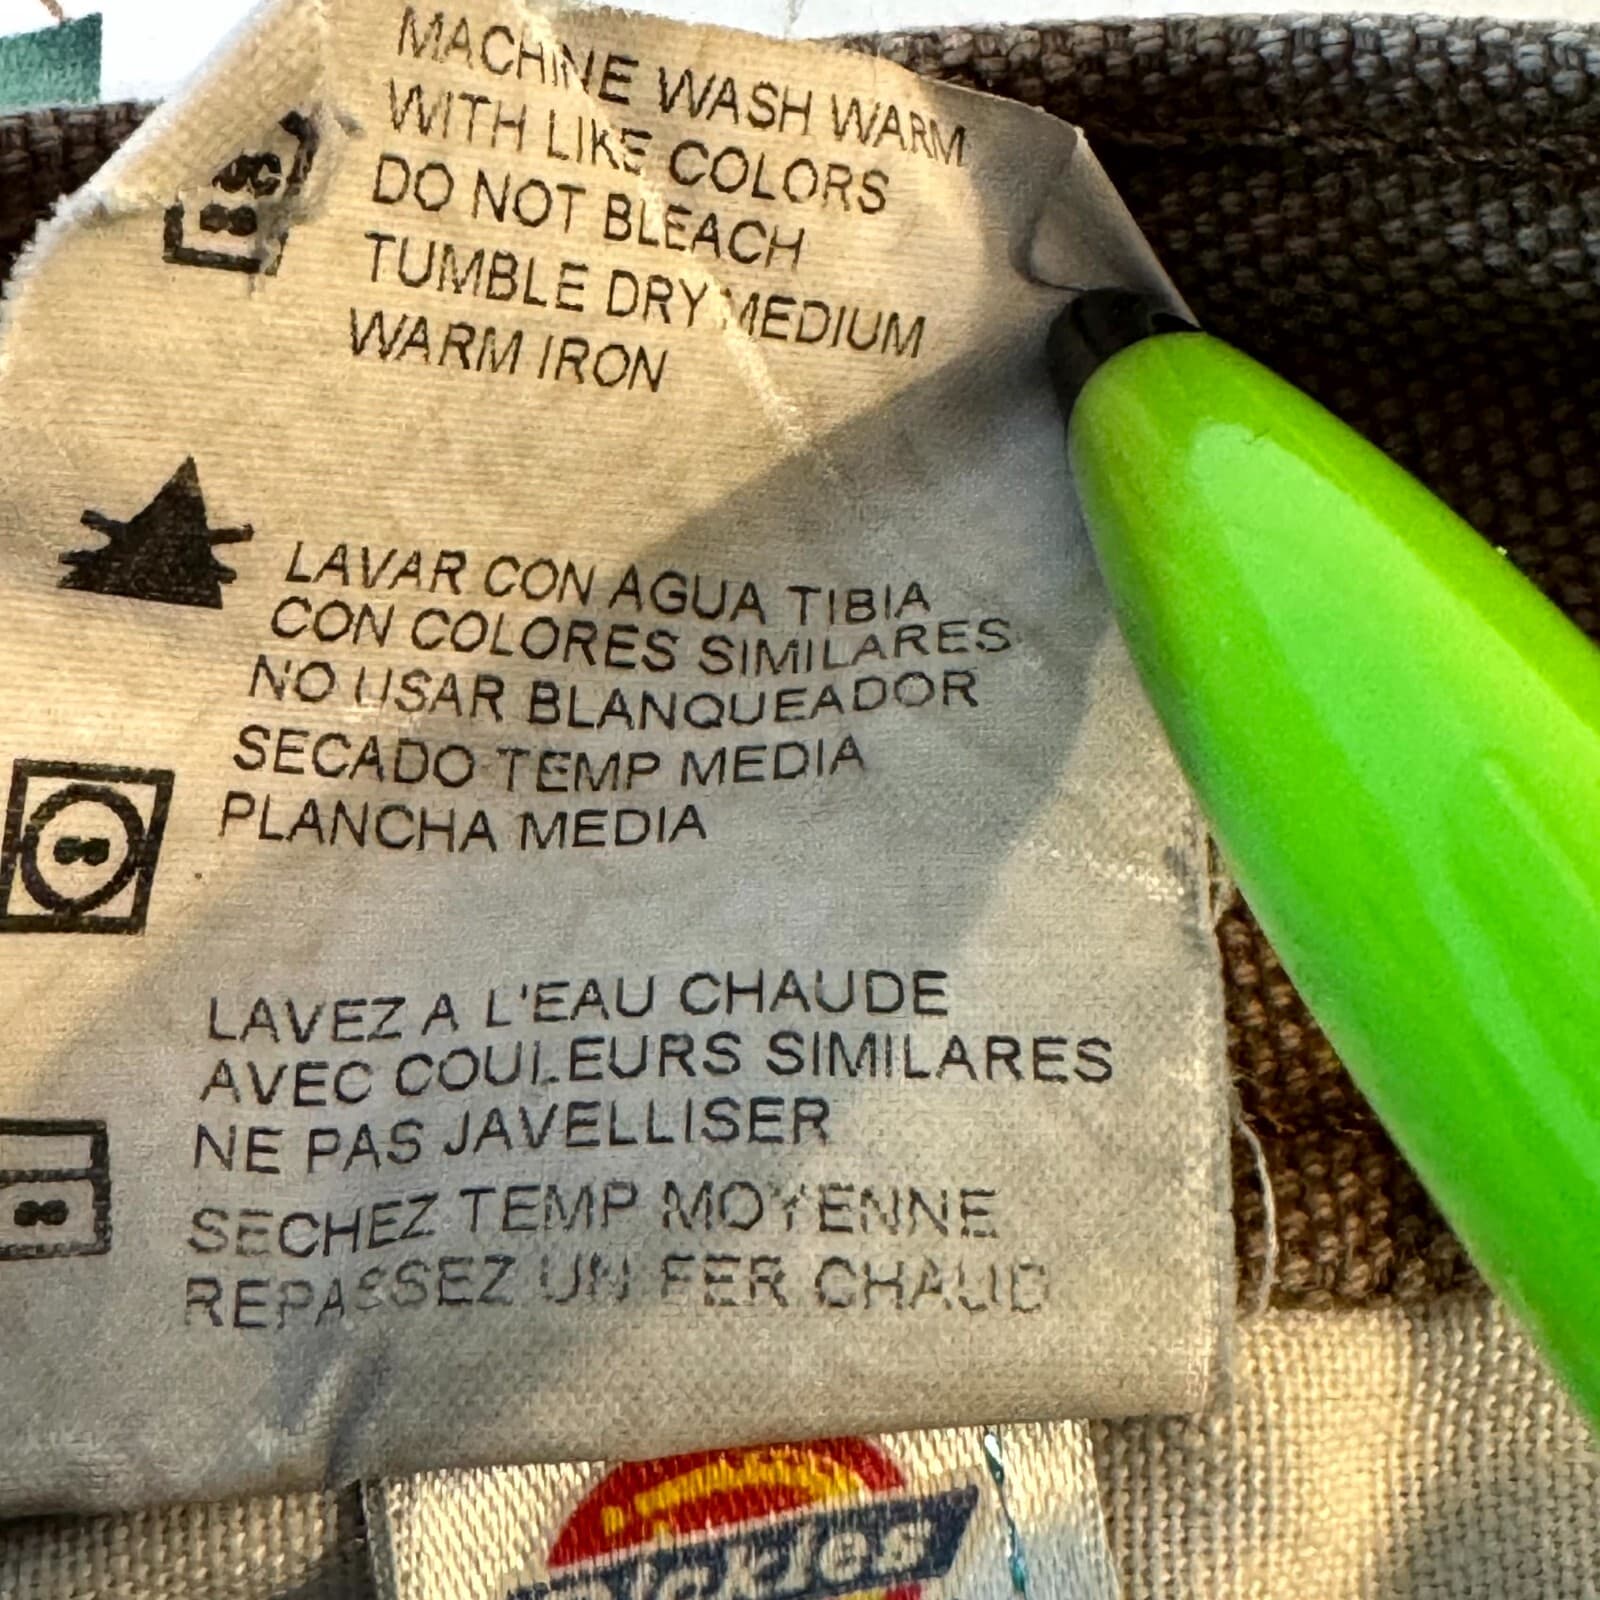 MACHINE WASH WARM
WITH LIKE COLORS
DO NOT BLEACH
TUMBLE DRY MEDIUM
WARM IRON
LAVAR CON AGUA TIBIA
CON COLORES SIMILARES
NO USAR BLANQUEADOR
SECADO TEMP MEDIA
PLANCHA MEDIA
LAVEZ A L'EAU CHAUDE
AVEC COULEURS SIMILARES
NE PAS JAVELLISER
SECHEZ TEMP MOYENNE
REPASSEZ UN FER CHAUD
Dickies